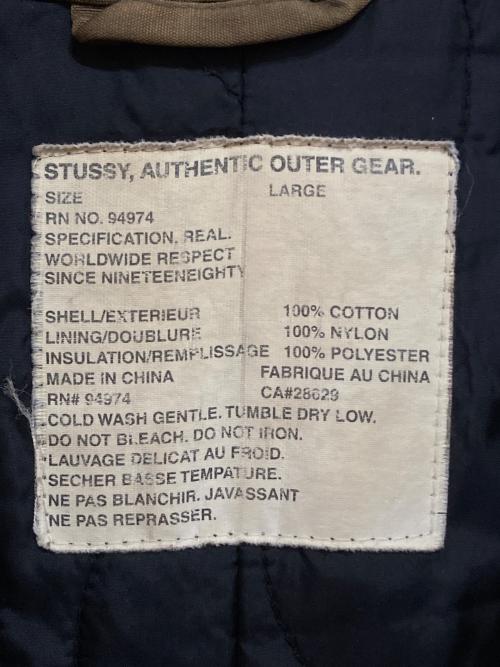 STUSSY, AUTHENTIC OUTER GEAR.
SIZE LARGE
RN NO. 94974
SPECIFICATION. REAL.
WORLDWIDE RESPECT
SINCE NINETEENEIGHTY
SHELL/EXTERIEUR 100% COTTON
LINING/DOUBLURE 100% NYLON
INSULATION/REMPLISSAGE 100% POLYESTER
MADE IN CHINA FABRIQUE AU CHINA
RN# 94974 CA#28629
COLD WASH GENTLE. TUMBLE DRY LOW.
DO NOT BLEACH. DO NOT IRON.
LAUVAGE DELICAT AU FROID.
SECHER BASSE TEMPATURE.
NE PAS BLANCHIR. JAVASSANT
NE PAS REPRASSER.